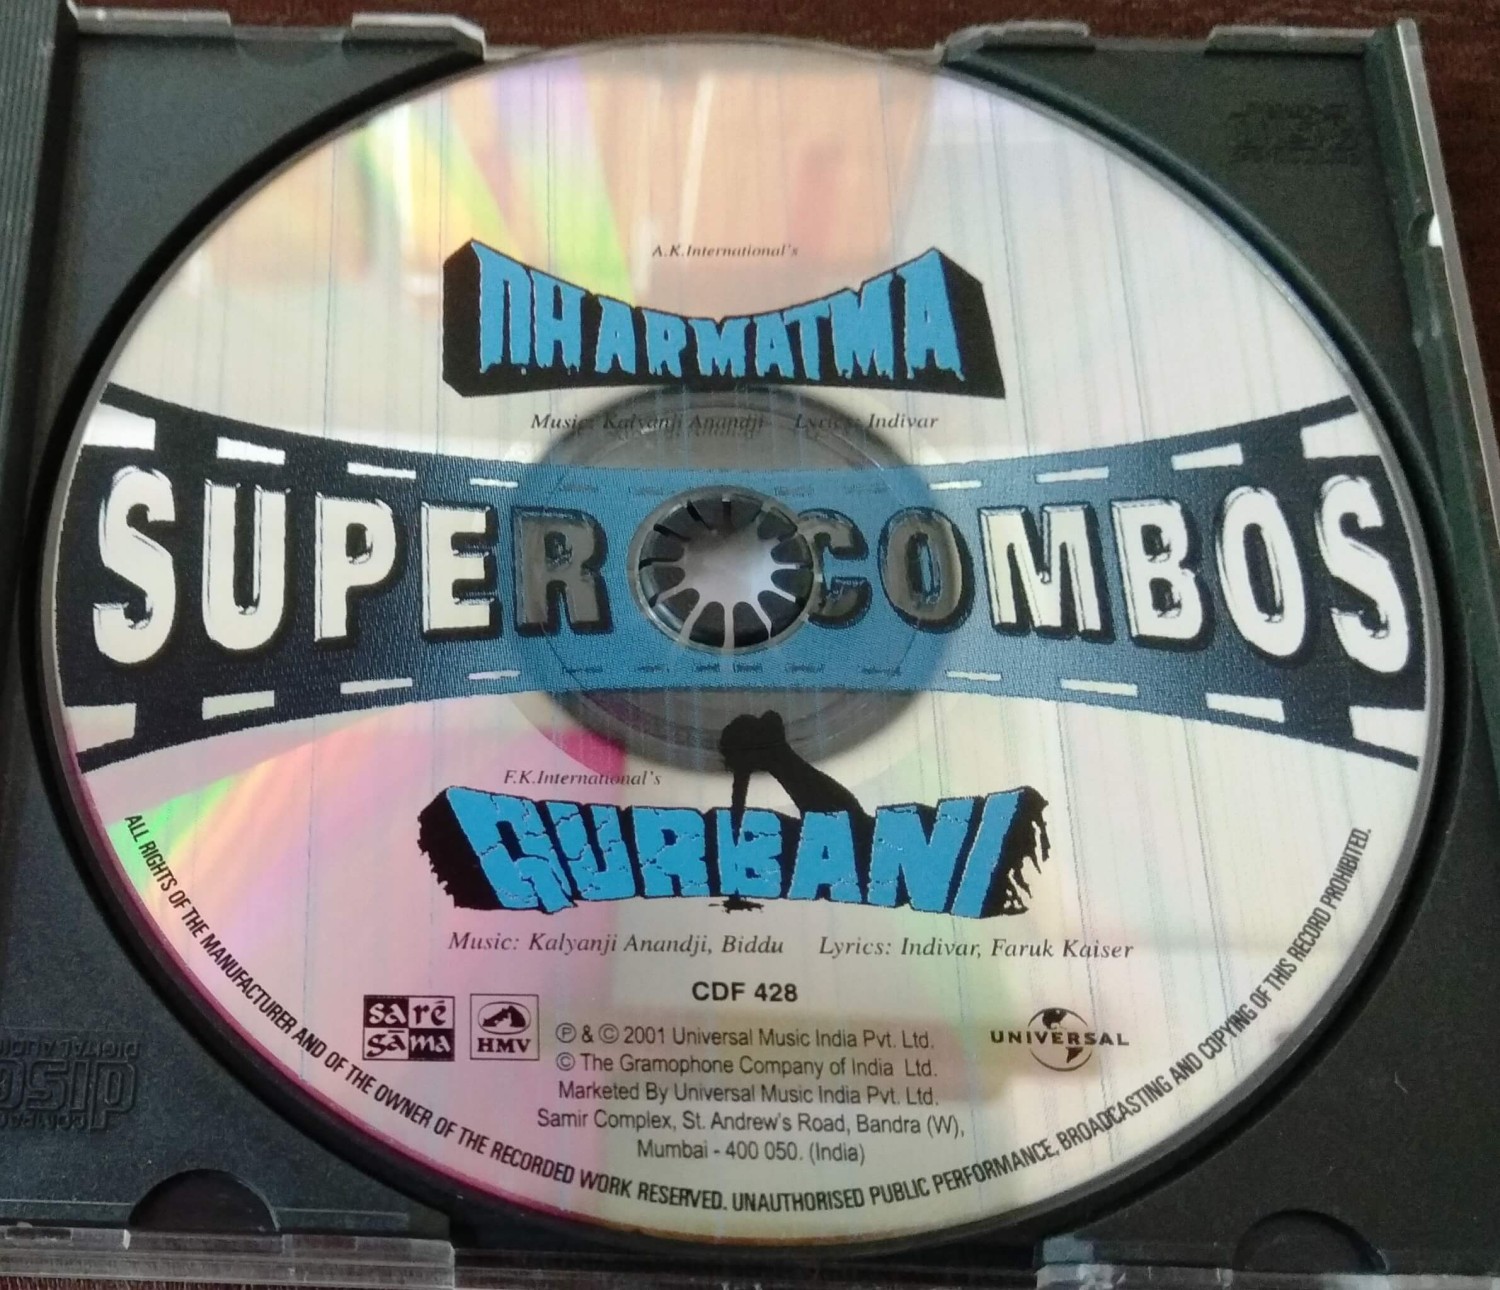 A.K.International's
DHARMATMA
Music: Kalyanji Anandji Lyrics: Indivar
SUPER COMBOS
F.K.International's
QURBANI
Music: Kalyanji Anandji, Biddu Lyrics: Indivar, Faruk Kaiser
CDF 428
sa rē
gā ma
HMV
℗ & © 2001 Universal Music India Pvt. Ltd.
© The Gramophone Company of India Ltd.
Marketed By Universal Music India Pvt. Ltd.
Samir Complex, St. Andrew's Road, Bandra (W),
Mumbai - 400 050. (India)
UNIVERSAL
ALL RIGHTS OF THE MANUFACTURER AND OF THE OWNER OF THE RECORDED WORK RESERVED. UNAUTHORISED PUBLIC PERFORMANCE, BROADCASTING AND COPYING OF THIS RECORD PROHIBITED.